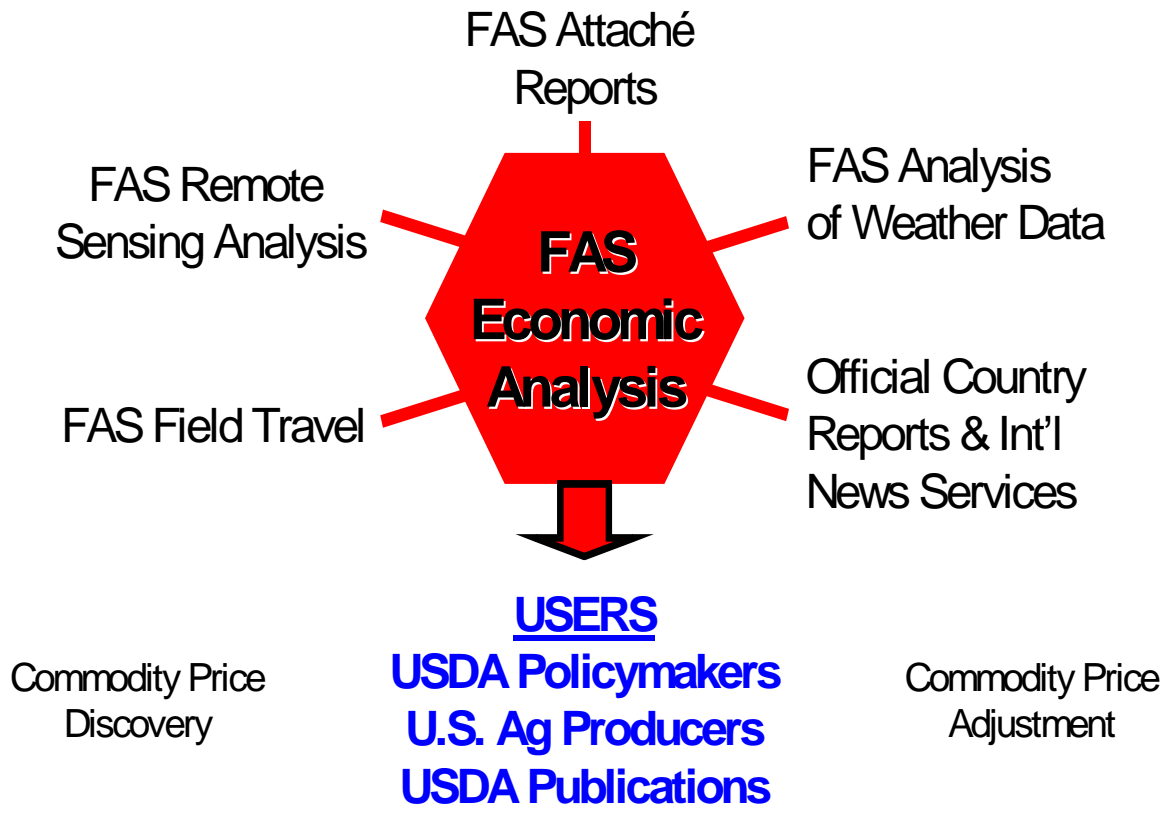 FAS Attaché
Reports
FAS Remote
Sensing Analysis
FAS Analysis
of Weather Data
FAS
Economic
Analysis
FAS Field Travel
Official Country
Reports & Int'l
News Services
USERS
USDA Policymakers
U.S. Ag Producers
USDA Publications
Commodity Price
Discovery
Commodity Price
Adjustment